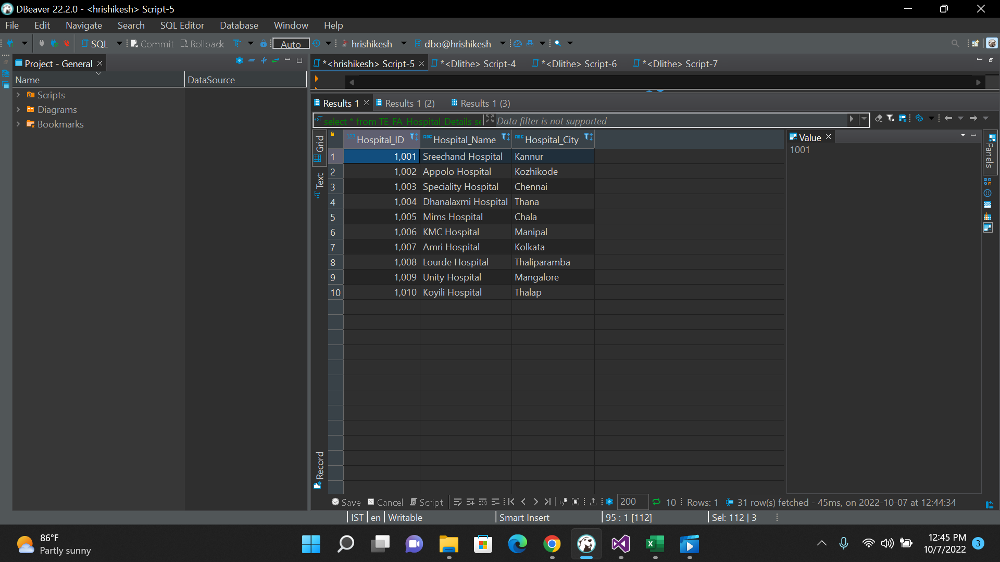 DBeaver 22.2.0 - <hrishikesh> Script-5
File Edit Navigate Search SQL Editor Database Window Help
SQL Commit Rollback Auto hrishikesh dbo@hrishikesh
Project - General
*<hrishikesh> Script-5 *<Dlithe> Script-4 *<Dlithe> Script-6 *<Dlithe> Script-7
Name DataSource
Scripts
Diagrams
Bookmarks
Results 1 Results 1 (2) Results 1 (3)
select * from TE_FA_Hospital_Details se Data filter is not supported
Grid
Text
Record
123 Hospital_ID ABC Hospital_Name ABC Hospital_City
1 1,001 Sreechand Hospital Kannur
2 1,002 Appolo Hospital Kozhikode
3 1,003 Speciality Hospital Chennai
4 1,004 Dhanalaxmi Hospital Thana
5 1,005 Mims Hospital Chala
6 1,006 KMC Hospital Manipal
7 1,007 Amri Hospital Kolkata
8 1,008 Lourde Hospital Thaliparamba
9 1,009 Unity Hospital Mangalore
10 1,010 Koyili Hospital Thalap
Value
1001
Panels
Save Cancel Script 200 10 Rows: 1 31 row(s) fetched - 45ms, on 2022-10-07 at 12:44:34
IST en Writable Smart Insert 95 : 1 [112] Sel: 112 | 3
86°F
Partly sunny
12:45 PM
10/7/2022
3